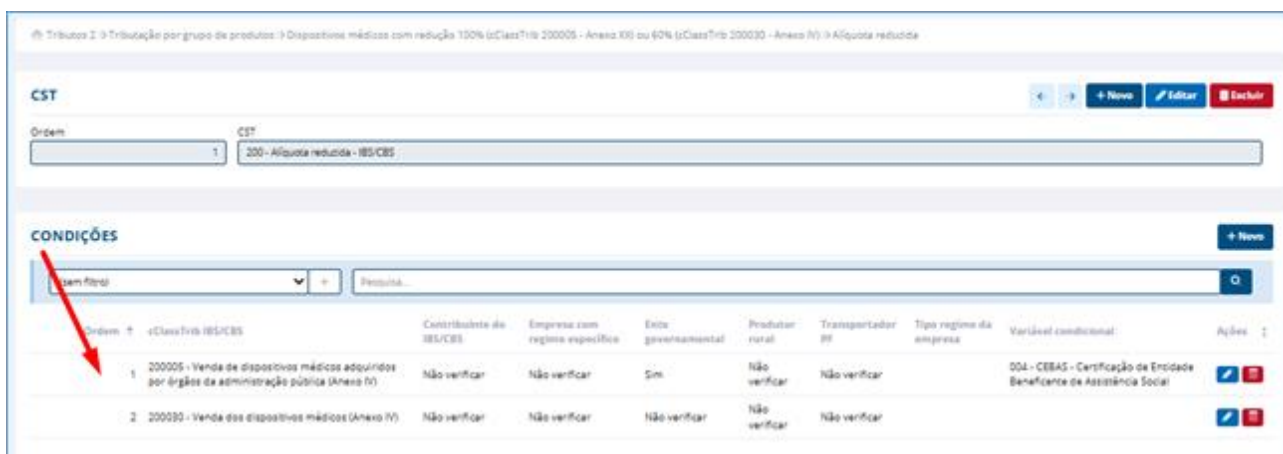 Tributos 2 > Tributação por grupo de produtos > Dispositivos médicos com redução 100% (cClassTrib 200005 - Anexo XII) ou 60% (cClassTrib 200030 - Anexo IV) > Alíquota reduzida
CST
← → + Novo Editar Excluir
Ordem CST
1 200 - Alíquota reduzida - IBS/CBS
CONDIÇÕES
+ Novo
(sem filtro) + Pesquisa...
Ordem ↑ cClassTrib IBS/CBS Contribuinte do IBS/CBS Empresa com regime específico Ente governamental Produtor rural Transportador PF Tipo regime da empresa Variável condicional Ações
1 200005 - Venda de dispositivos médicos adquiridos por órgãos da administração pública (Anexo IV) Não verificar Não verificar Sim Não verificar Não verificar 004 - CEBAS - Certificação de Entidade Beneficente de Assistência Social
2 200030 - Venda dos dispositivos médicos (Anexo IV) Não verificar Não verificar Não verificar Não verificar Não verificar